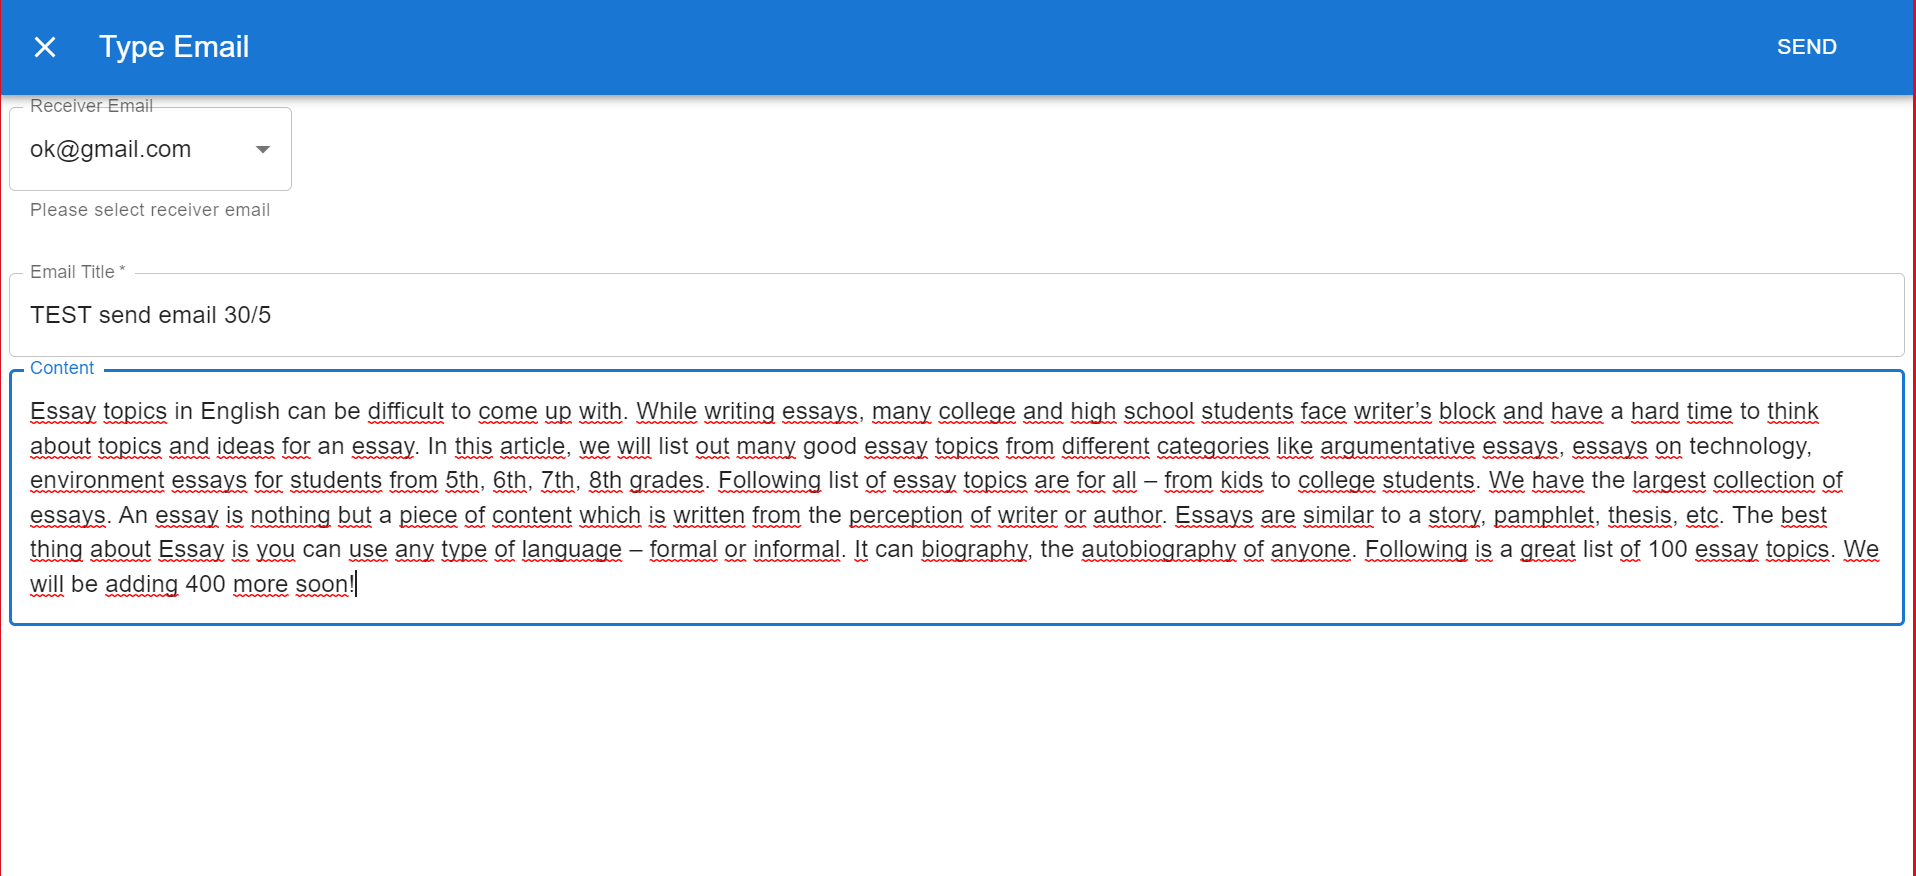 Type Email
SEND
Receiver Email
ok@gmail.com
Please select receiver email
Email Title *
TEST send email 30/5
Content
Essay topics in English can be difficult to come up with. While writing essays, many college and high school students face writer’s block and have a hard time to think
about topics and ideas for an essay. In this article, we will list out many good essay topics from different categories like argumentative essays, essays on technology,
environment essays for students from 5th, 6th, 7th, 8th grades. Following list of essay topics are for all – from kids to college students. We have the largest collection of
essays. An essay is nothing but a piece of content which is written from the perception of writer or author. Essays are similar to a story, pamphlet, thesis, etc. The best
thing about Essay is you can use any type of language – formal or informal. It can biography, the autobiography of anyone. Following is a great list of 100 essay topics. We
will be adding 400 more soon!